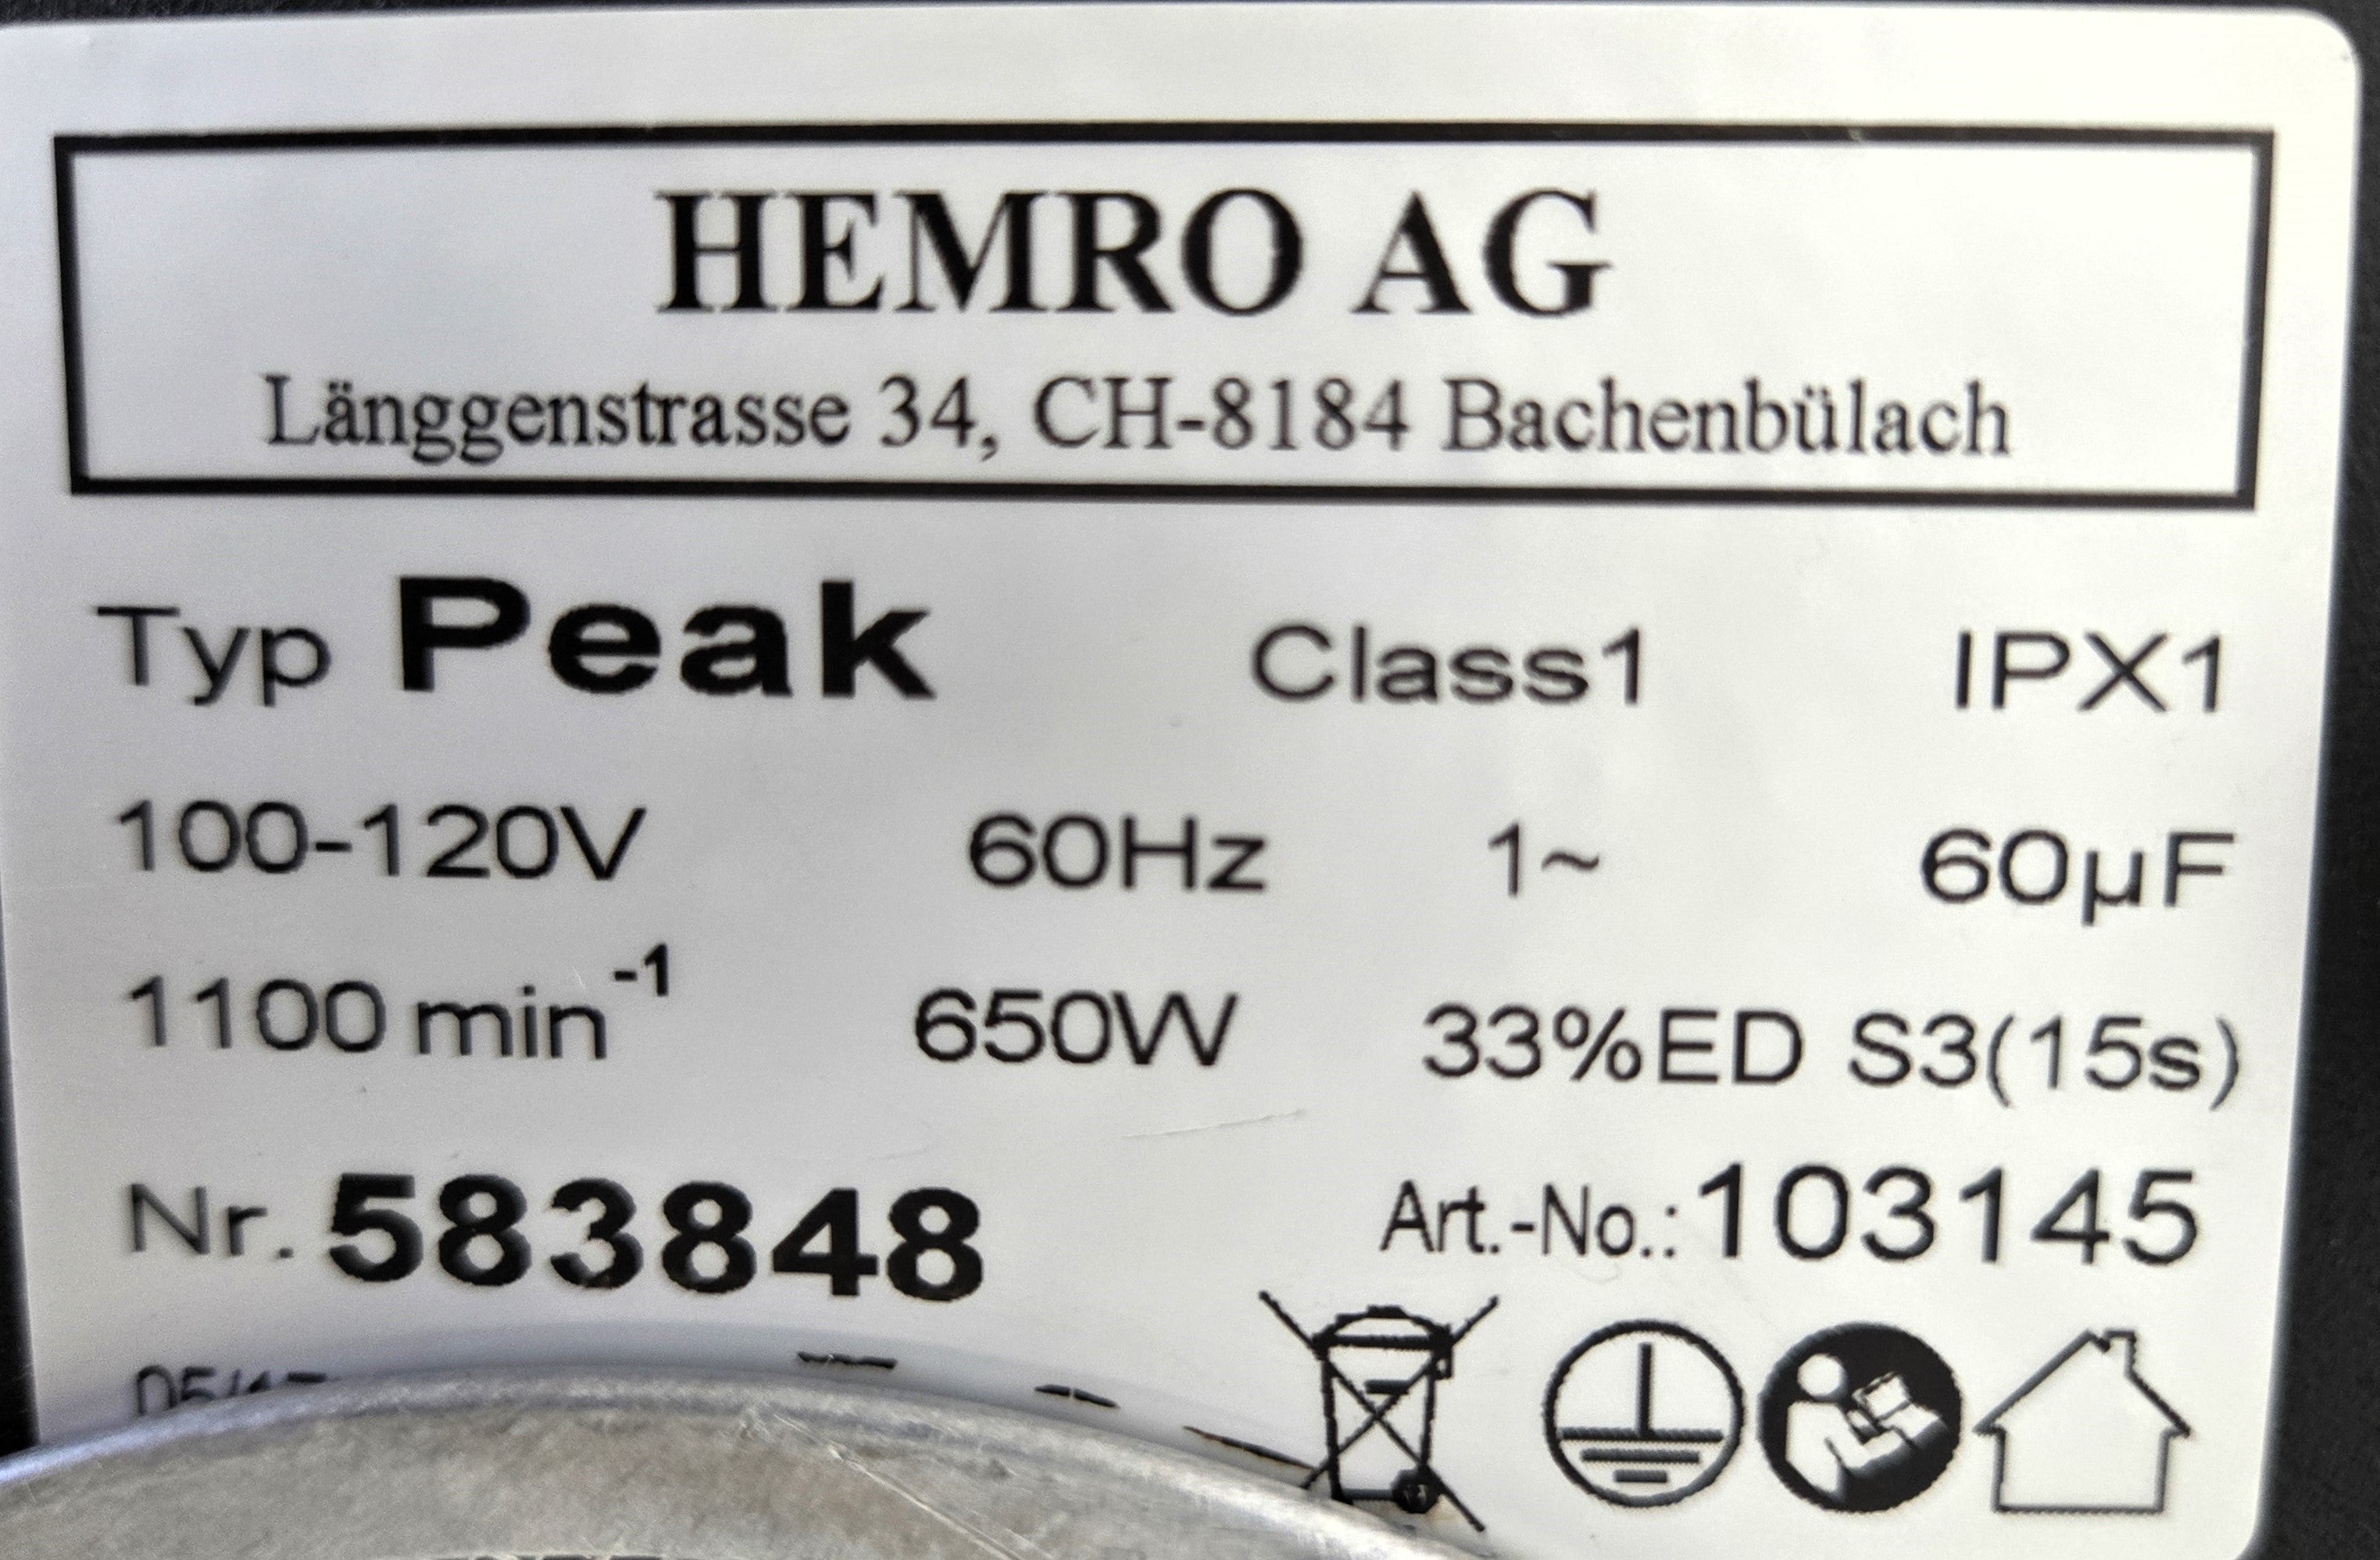 HEMRO AG
Länggenstrasse 34, CH-8184 Bachenbülach
Typ Peak Class1 IPX1
100-120V 60Hz 1~ 60µF
1100 min⁻¹ 650W 33%ED S3(15s)
Nr. 583848 Art.-No.: 103145